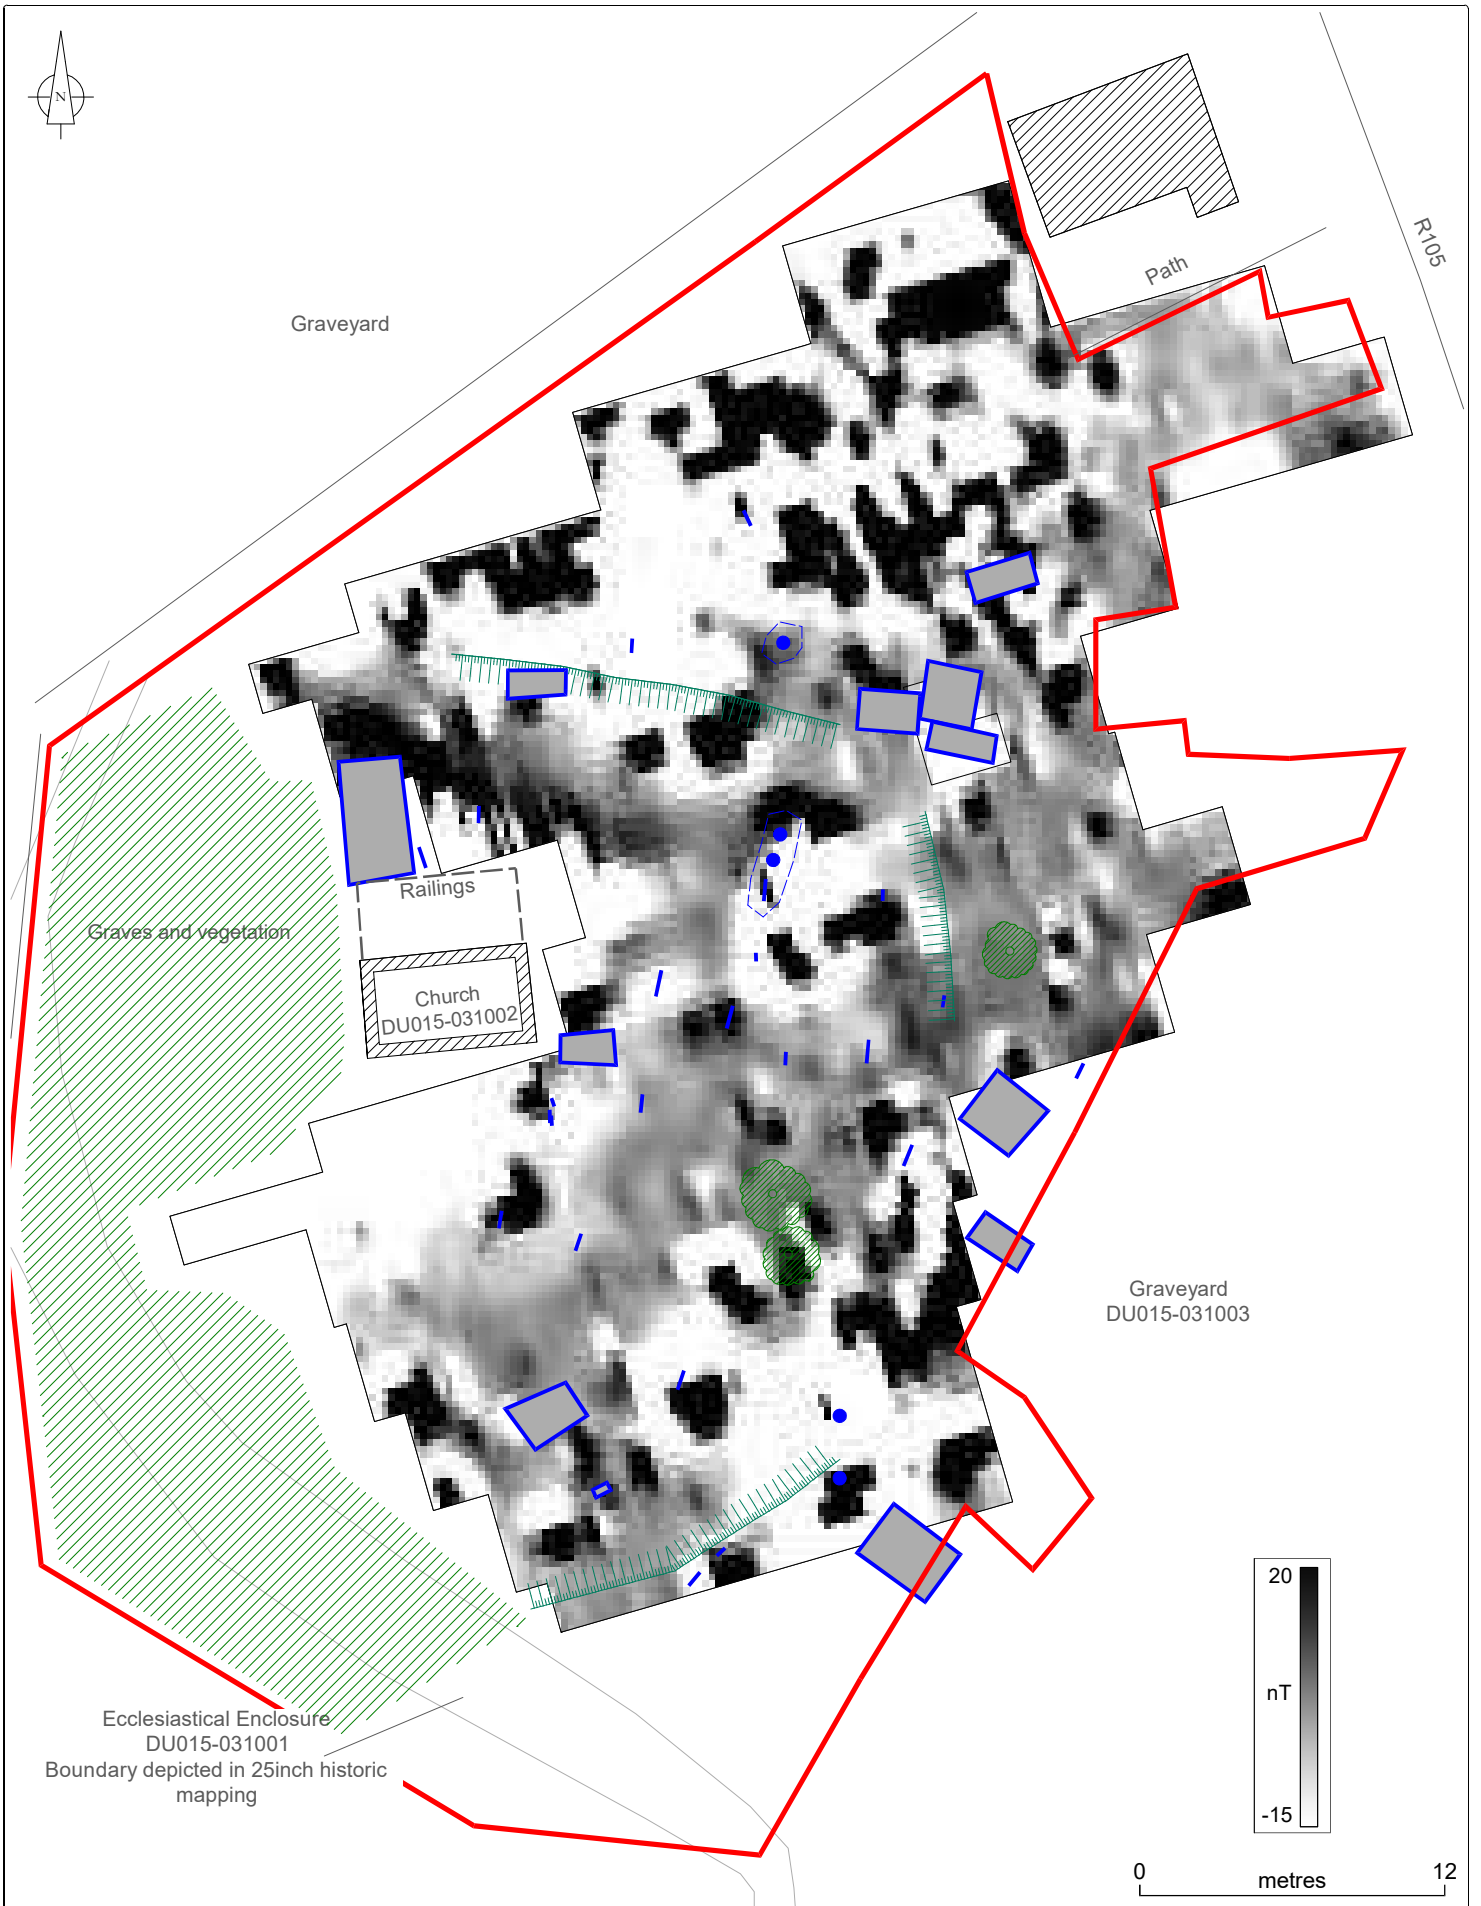 N
R105
Path
Graveyard
Railings
Graves and vegetation
Church
DU015-031002
Graveyard
DU015-031003
20
nT
-15
Ecclesiastical Enclosure
DU015-031001
Boundary depicted in 25inch historic
mapping
0
12
metres